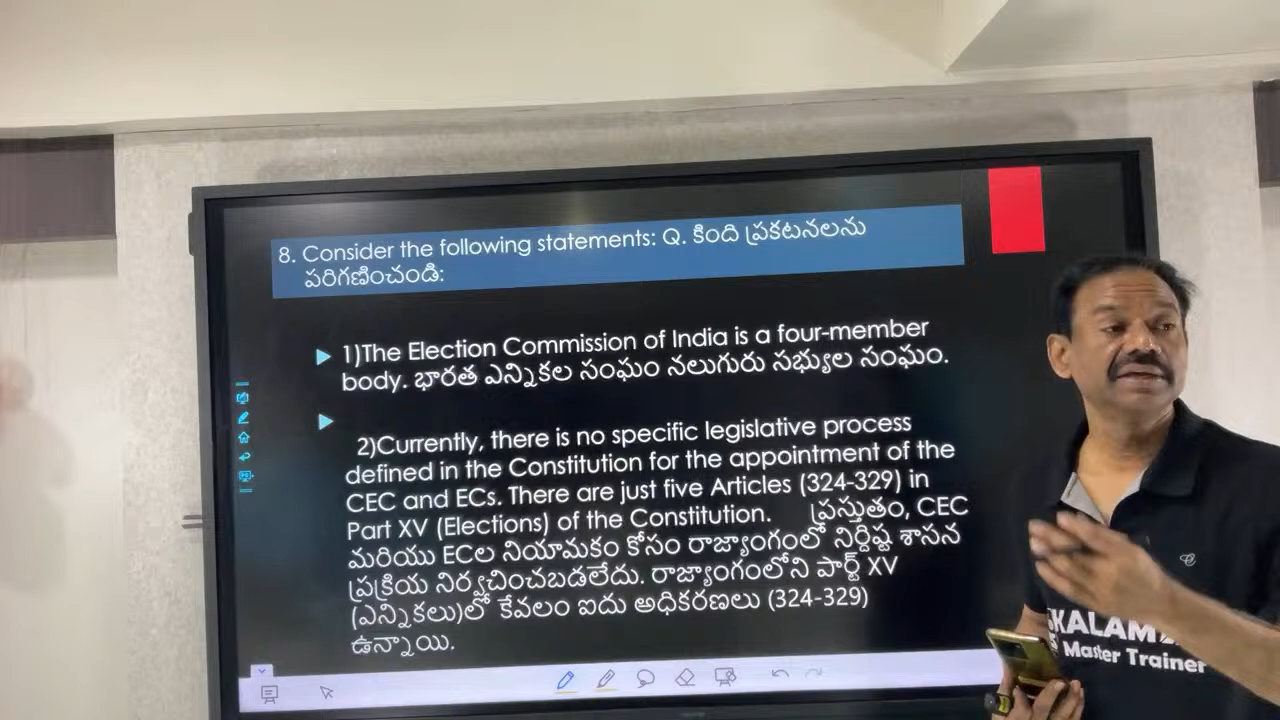 8. Consider the following statements: Q. కింది ప్రకటనలను
పరిగణించండి:
1)The Election Commission of India is a four-member
body. భారత ఎన్నికల సంఘం నలుగురు సభ్యుల సంఘం.
2)Currently, there is no specific legislative process
defined in the Constitution for the appointment of the
CEC and ECs. There are just five Articles (324-329) in
Part XV (Elections) of the Constitution. ప్రస్తుతం, CEC
మరియు ECల నియామకం కోసం రాజ్యాంగంలో నిర్దిష్ట శాసన
ప్రక్రియ నిర్వచించబడలేదు. రాజ్యాంగంలోని పార్ట్ XV
(ఎన్నికలు)లో కేవలం ఐదు అధికరణలు (324-329)
ఉన్నాయి.
Master Trainer